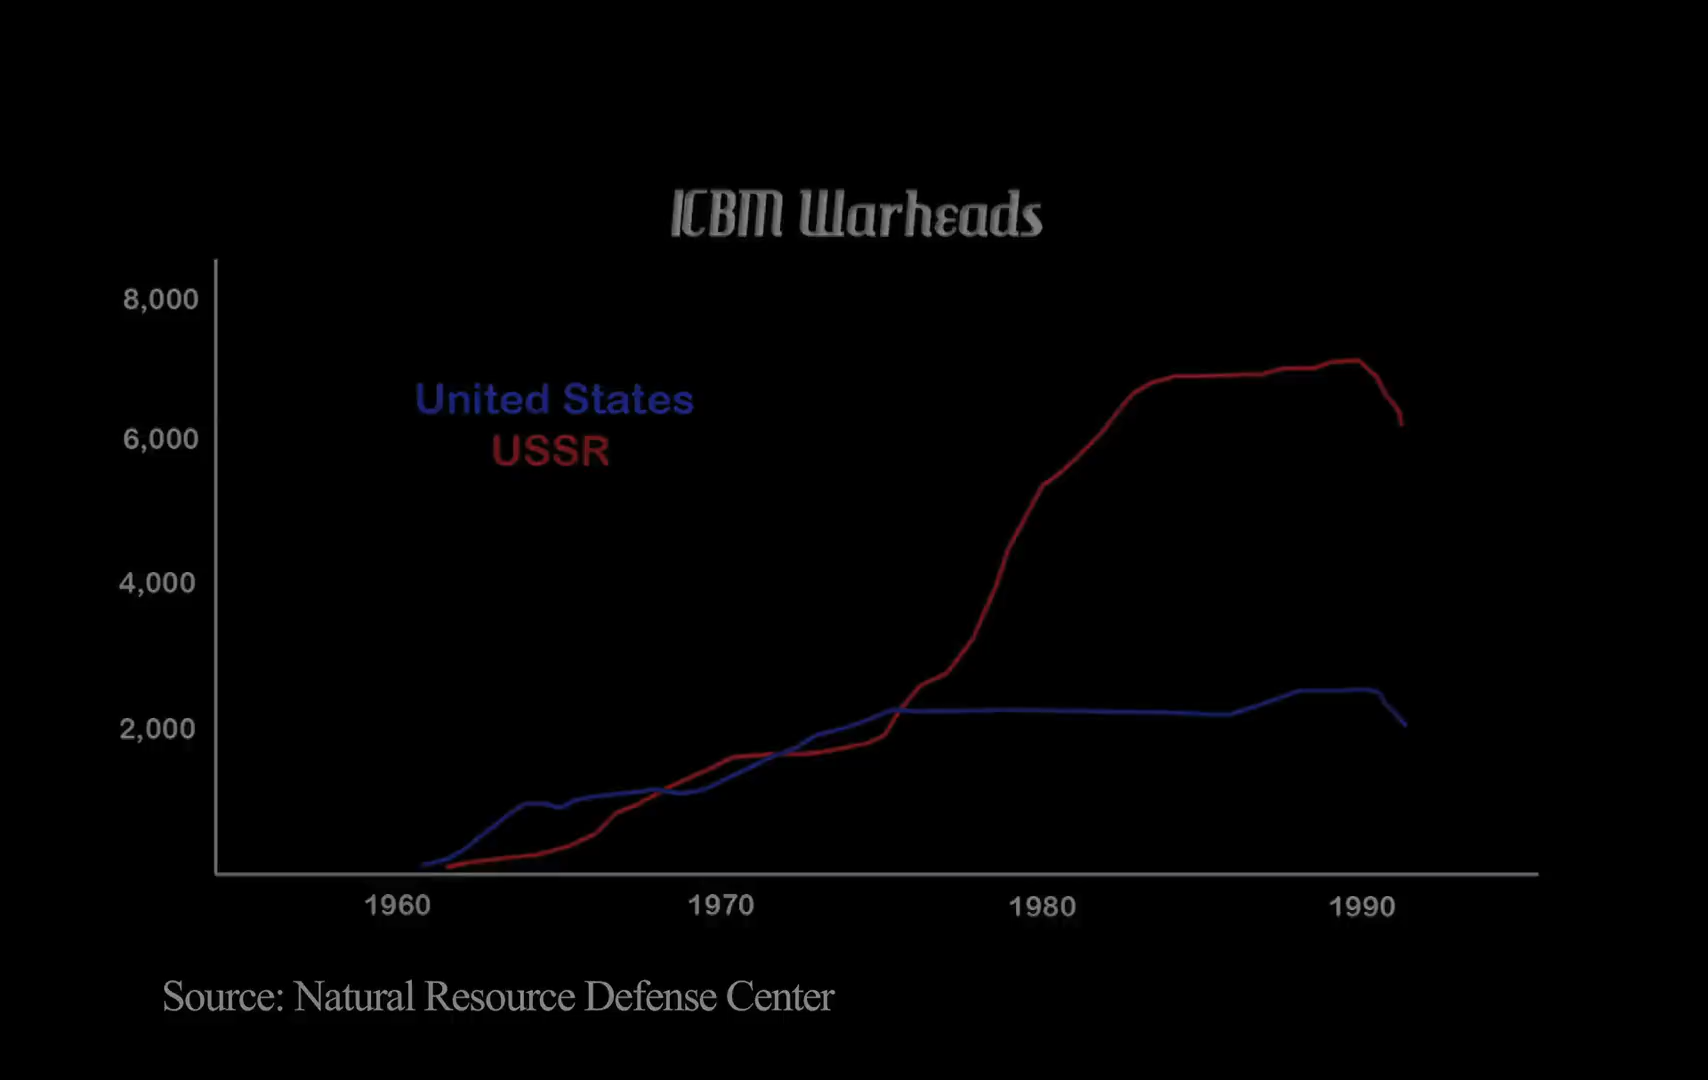 ICBM Warheads
8,000
United States
6,000
USSR
4,000
2,000
1960 1970 1980 1990
Source: Natural Resource Defense Center